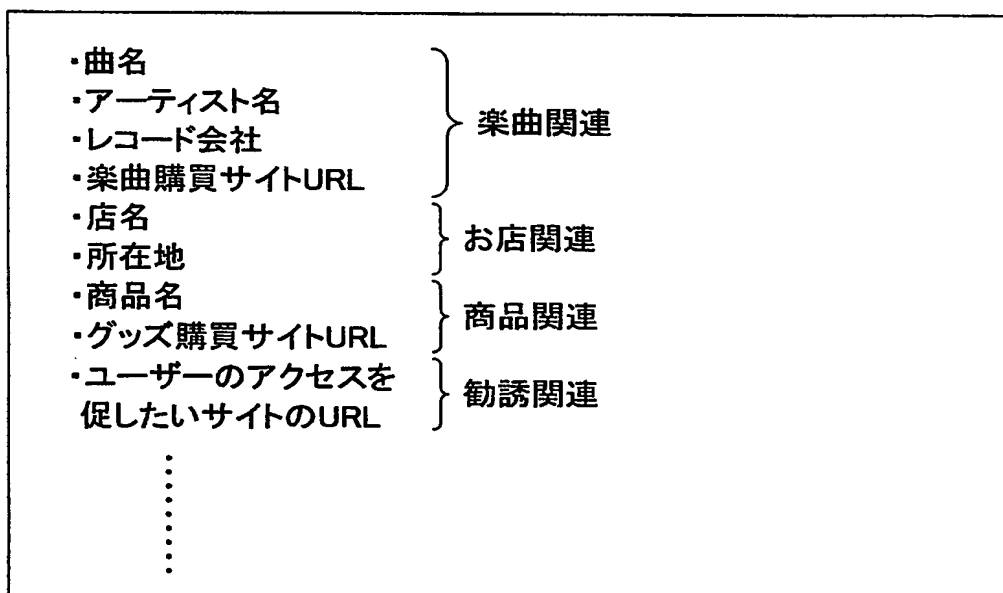 ・曲名
・アーティスト名
・レコード会社
・楽曲購買サイトURL
楽曲関連
・店名
・所在地
お店関連
・商品名
・グッズ購買サイトURL
商品関連
・ユーザーのアクセスを
促したいサイトのURL
勧誘関連